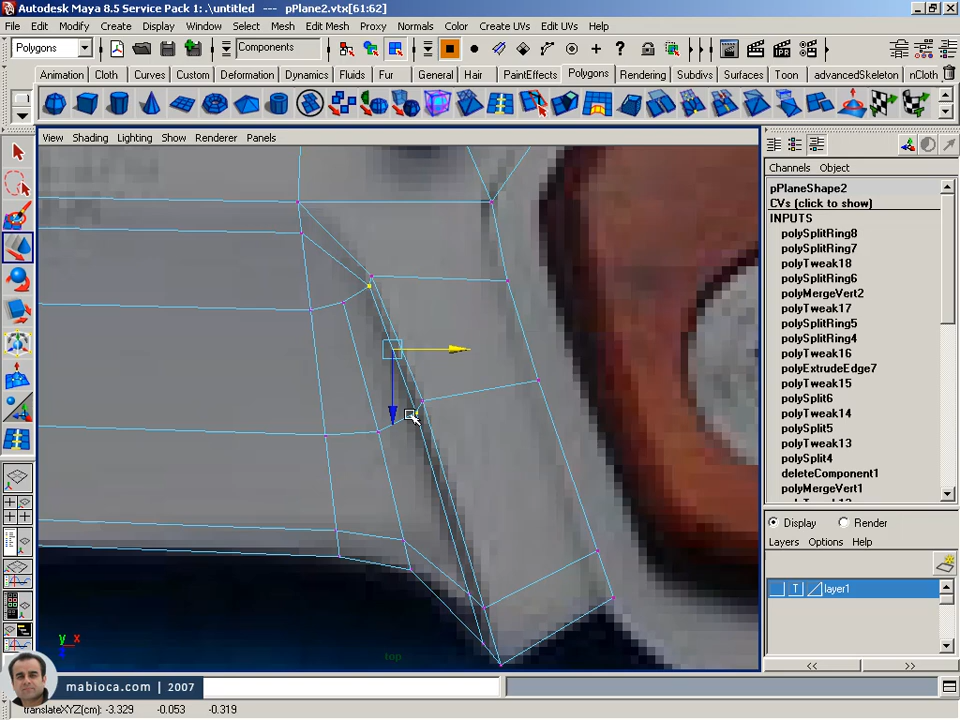 Autodesk Maya 8.5 Service Pack 1: .\untitled --- pPlane2.vtx[61:62]
File Edit Modify Create Display Window Select Mesh Edit Mesh Proxy Normals Color Create UVs Edit UVs Help
Polygons Components
Animation Cloth Curves Custom Deformation Dynamics Fluids Fur General Hair PaintEffects Polygons Rendering Subdivs Surfaces Toon advancedSkeleton nCloth
View Shading Lighting Show Renderer Panels
Channels Object
pPlaneShape2
CVs (click to show)
INPUTS
polySplitRing8
polySplitRing7
polyTweak18
polySplitRing6
polyMergeVert2
polyTweak17
polySplitRing5
polySplitRing4
polyTweak16
polyExtrudeEdge7
polyTweak15
polySplit6
polyTweak14
polySplit5
polyTweak13
polySplit4
deleteComponent1
polyMergeVert1
Display Render
Layers Options Help
T layer1
<< >>
y x
z
top
mabioca.com | 2007
translateXYZ(cm): -3.329 -0.053 -0.319